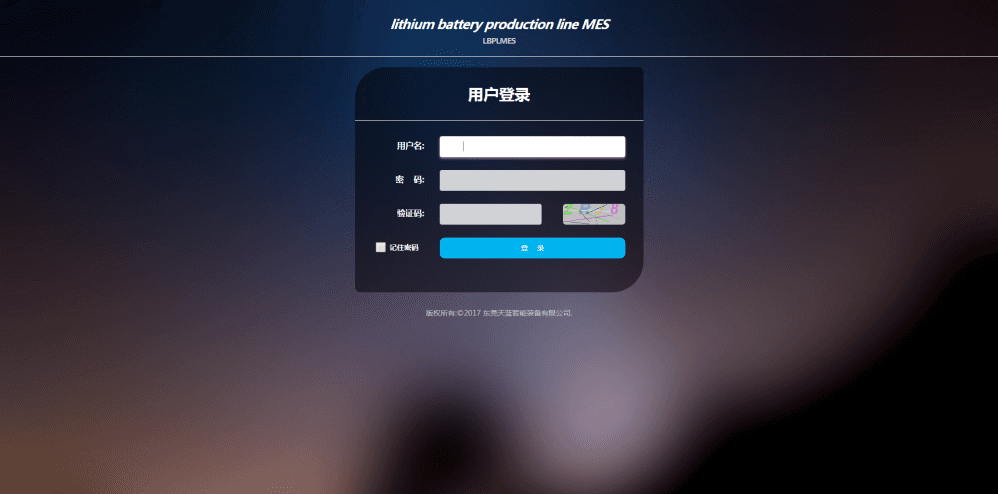 lithium battery production line MES
LBPLMES
用户登录
用户名:
密 码:
验证码:
记住密码
登 录
版权所有:©2017 东莞天蓝智能装备有限公司.